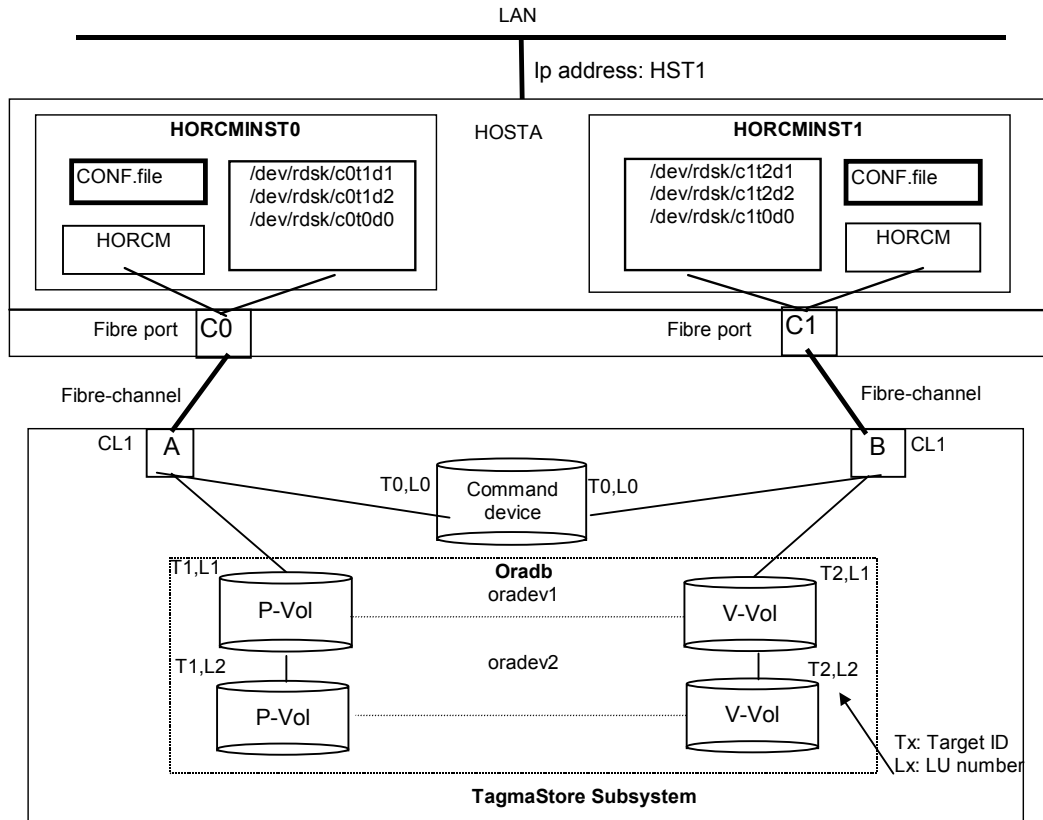 LAN
Ip address: HST1
HORCMINST0
HOSTA
HORCMINST1
CONF.file
/dev/rdsk/c0t1d1
/dev/rdsk/c0t1d2
/dev/rdsk/c0t0d0
HORCM
/dev/rdsk/c1t2d1
/dev/rdsk/c1t2d2
/dev/rdsk/c1t0d0
CONF.file
HORCM
Fibre port
C0
Fibre port
C1
Fibre-channel
Fibre-channel
CL1
A
B
CL1
T0,L0
Command
device
T0,L0
T1,L1
Oradb
oradev1
T2,L1
P-Vol
V-Vol
T1,L2
oradev2
T2,L2
P-Vol
V-Vol
Tx: Target ID
Lx: LU number
TagmaStore Subsystem